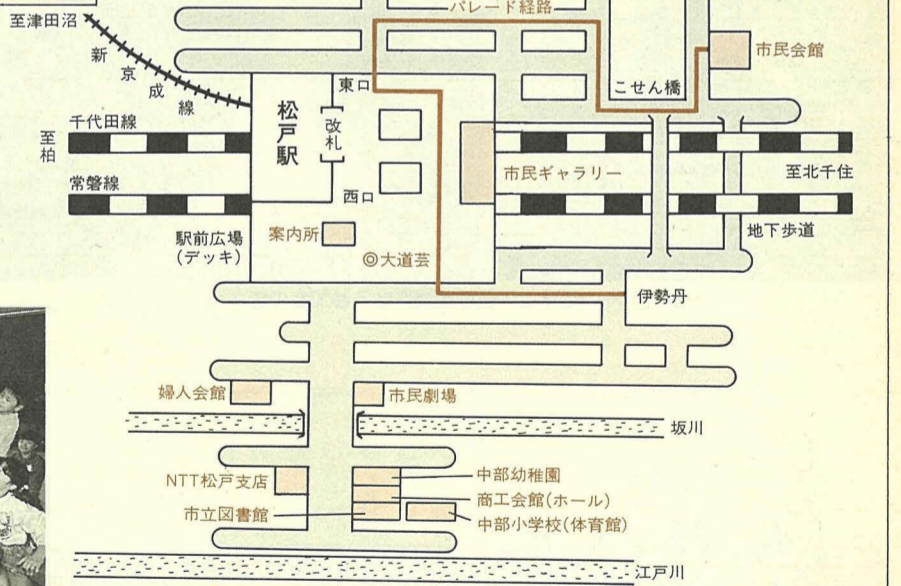 パレード経路
至津田沼
新京成線
市民会館
東口
こせん橋
松戸駅
改札
千代田線
至柏
市民ギャラリー
至北千住
常磐線
西口
案内所
地下歩道
駅前広場
(デッキ)
◎大道芸
伊勢丹
婦人会館
市民劇場
坂川
NTT松戸支店
中部幼稚園
商工会館(ホール)
市立図書館
中部小学校(体育館)
江戸川